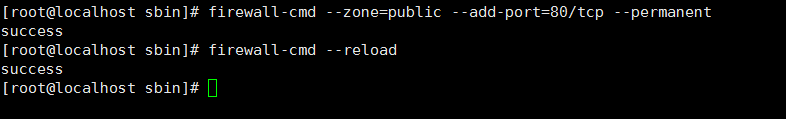 [root@localhost sbin]# firewall-cmd --zone=public --add-port=80/tcp --permanent
success
[root@localhost sbin]# firewall-cmd --reload
success
[root@localhost sbin]#